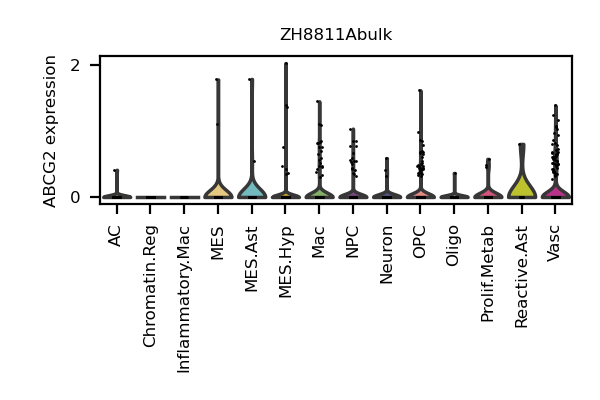 ZH8811Abulk
ABCG2 expression
2
0
AC
Chromatin.Reg
Inflammatory.Mac
MES
MES.Ast
MES.Hyp
Mac
NPC
Neuron
OPC
Oligo
Prolif.Metab
Reactive.Ast
Vasc